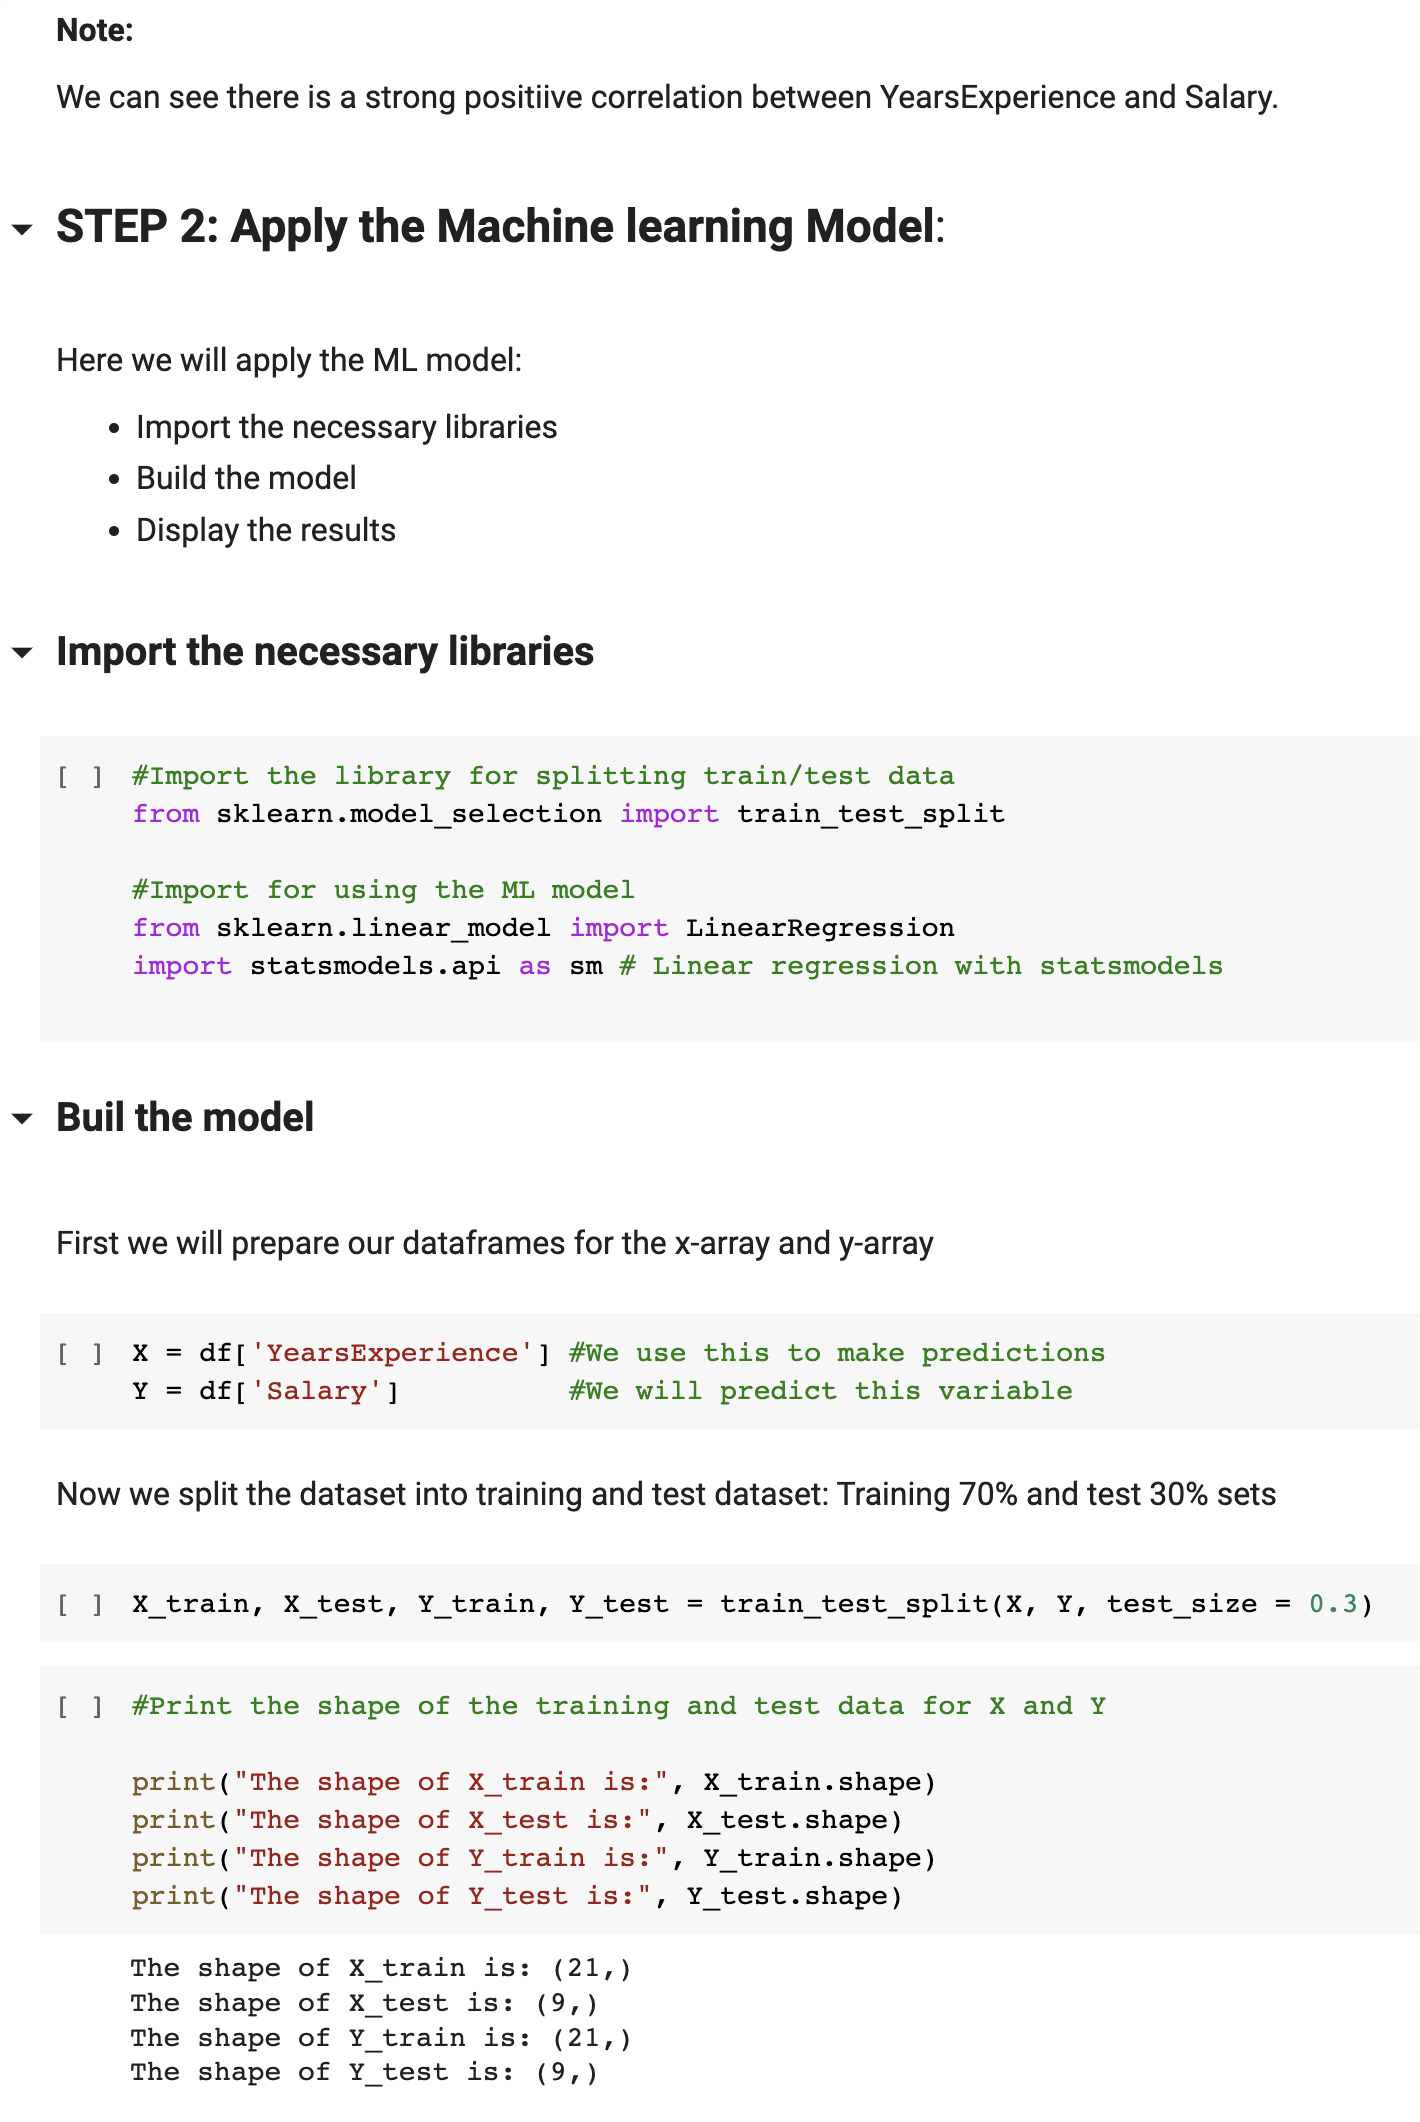 Note:
We can see there is a strong positiive correlation between YearsExperience and Salary.
STEP 2: Apply the Machine learning Model:
Here we will apply the ML model:
• Import the necessary libraries
• Build the model
• Display the results
Import the necessary libraries
[ ] #Import the library for splitting train/test data
from sklearn.model_selection import train_test_split
#Import for using the ML model
from sklearn.linear_model import LinearRegression
import statsmodels.api as sm # Linear regression with statsmodels
Buil the model
First we will prepare our dataframes for the x-array and y-array
[ ] X = df['YearsExperience'] #We use this to make predictions
Y = df['Salary'] #We will predict this variable
Now we split the dataset into training and test dataset: Training 70% and test 30% sets
[ ] X_train, X_test, Y_train, Y_test = train_test_split(X, Y, test_size = 0.3)
[ ] #Print the shape of the training and test data for X and Y
print("The shape of X_train is:", X_train.shape)
print("The shape of X_test is:", X_test.shape)
print("The shape of Y_train is:", Y_train.shape)
print("The shape of Y_test is:", Y_test.shape)
The shape of X_train is: (21,)
The shape of X_test is: (9,)
The shape of Y_train is: (21,)
The shape of Y_test is: (9,)